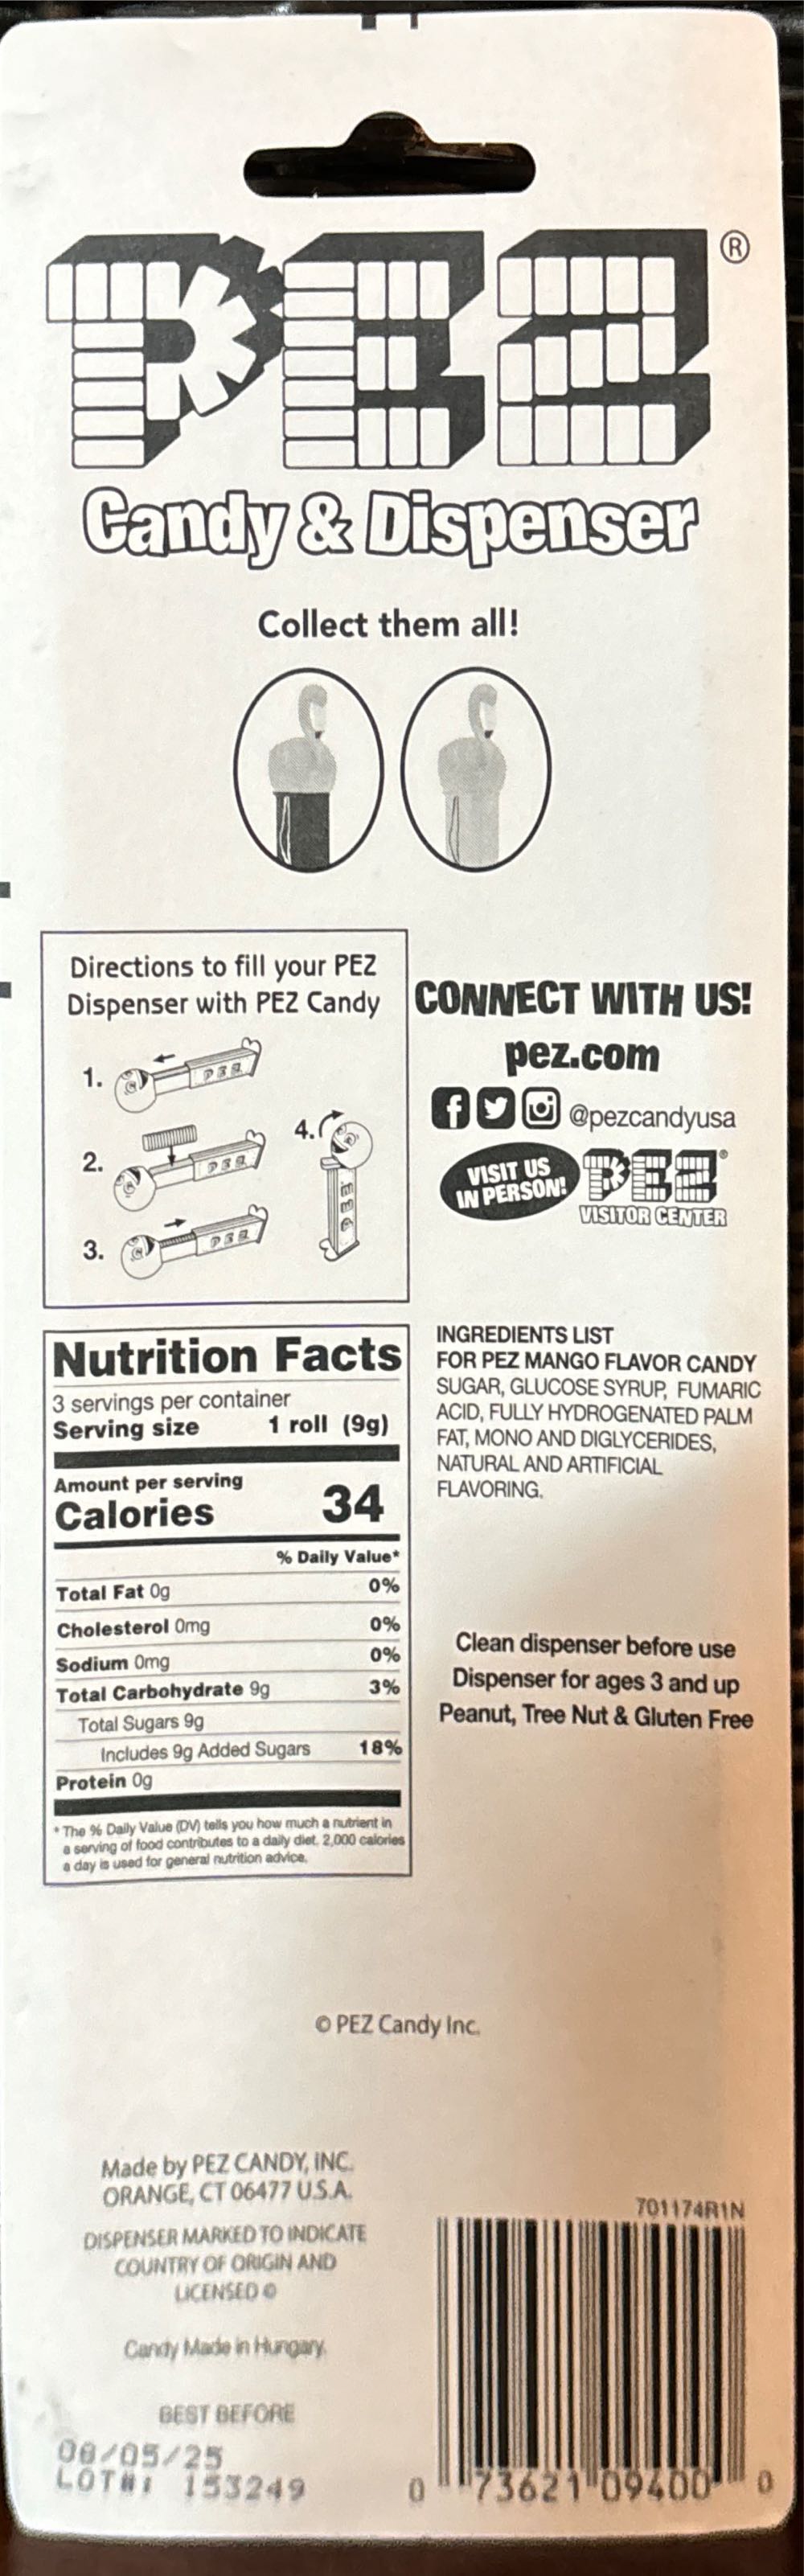 PEZ®
Candy & Dispenser
Collect them all!
Directions to fill your PEZ
Dispenser with PEZ Candy
1.
PEZ
2.
PEZ
3.
PEZ
4.
PEZ
CONNECT WITH US!
pez.com
@pezcandyusa
VISIT US
IN PERSON!
PEZ®
VISITOR CENTER
Nutrition Facts
3 servings per container
Serving size 1 roll (9g)
Amount per serving
Calories 34
% Daily Value*
Total Fat 0g 0%
Cholesterol 0mg 0%
Sodium 0mg 0%
Total Carbohydrate 9g 3%
Total Sugars 9g
Includes 9g Added Sugars 18%
Protein 0g
* The % Daily Value (DV) tells you how much a nutrient in
a serving of food contributes to a daily diet. 2,000 calories
a day is used for general nutrition advice.
INGREDIENTS LIST
FOR PEZ MANGO FLAVOR CANDY
SUGAR, GLUCOSE SYRUP, FUMARIC
ACID, FULLY HYDROGENATED PALM
FAT, MONO AND DIGLYCERIDES,
NATURAL AND ARTIFICIAL
FLAVORING.
Clean dispenser before use
Dispenser for ages 3 and up
Peanut, Tree Nut & Gluten Free
© PEZ Candy Inc.
Made by PEZ CANDY, INC.
ORANGE, CT 06477 U.S.A.
DISPENSER MARKED TO INDICATE
COUNTRY OF ORIGIN AND
LICENSED ©
Candy Made in Hungary.
BEST BEFORE
08/05/25
LOT#: 153249
701174R1N
0 73621 09400 0